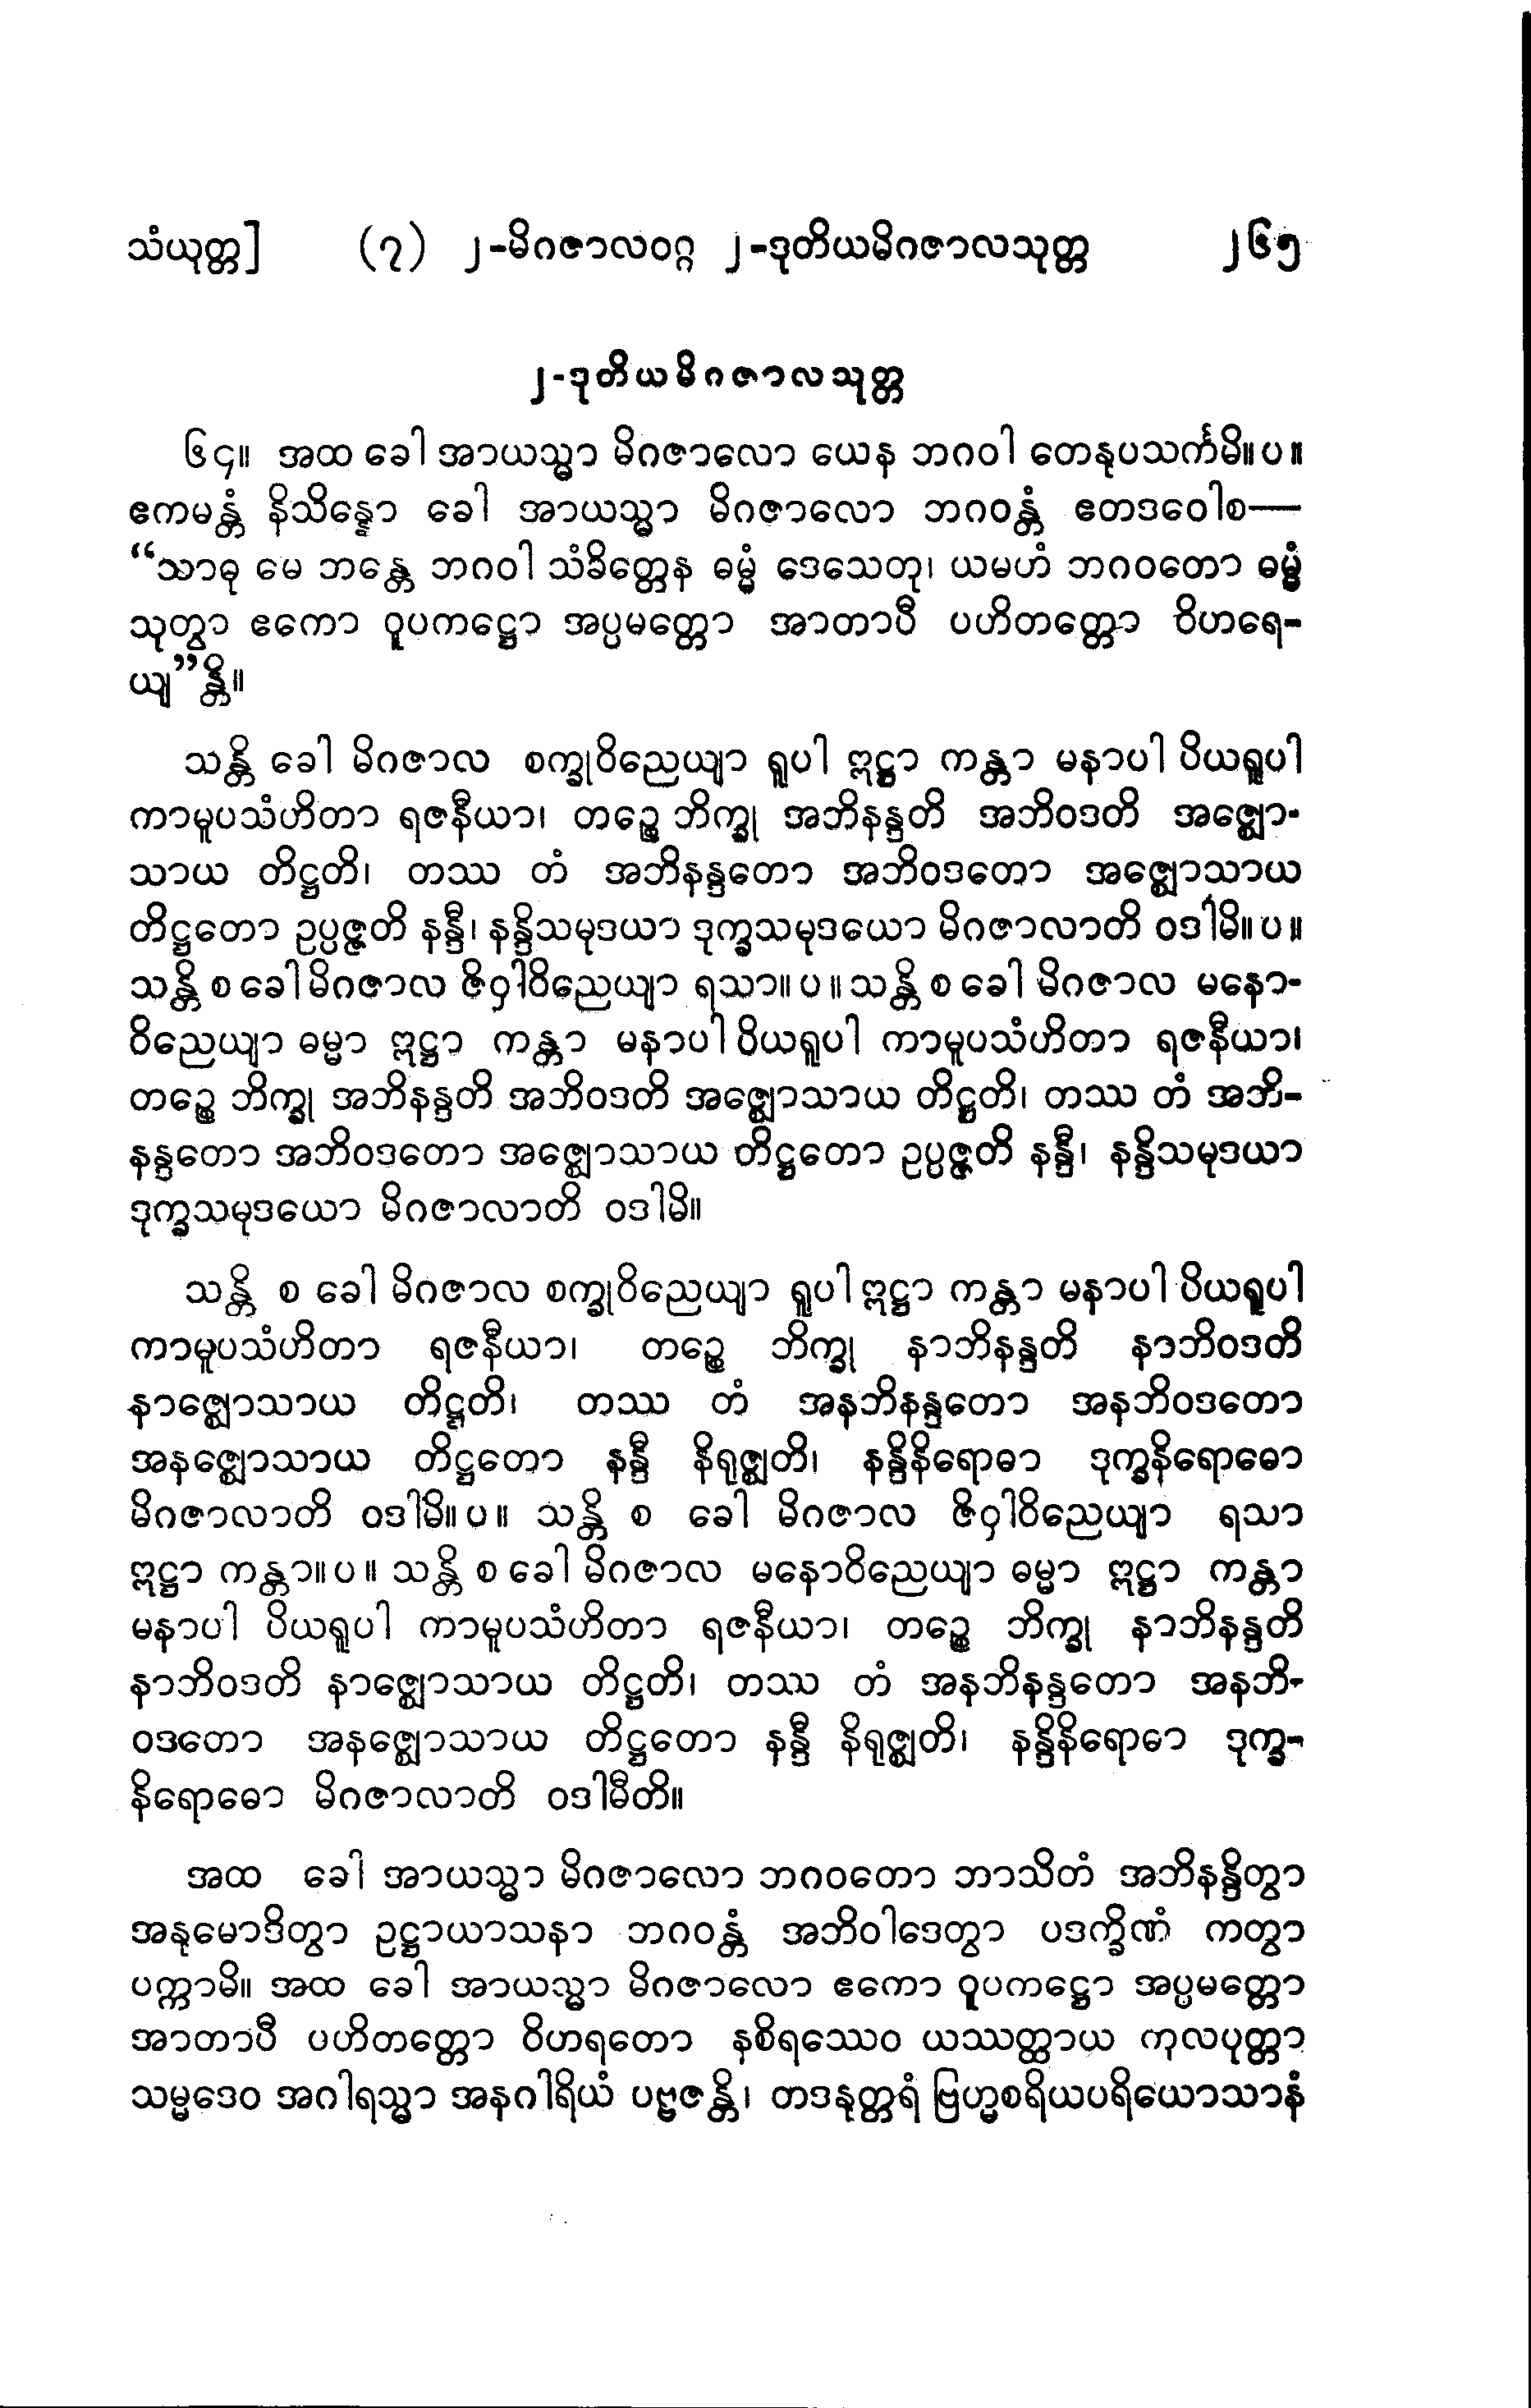 သံယုတ္တ] (၇) ၂-မိဂဇာလဝဂ္ဂ ၂-ဒုတိယမိဂဇာလသုတ္တ ၂၆၅
၂-ဒုတိယမိဂဇာလသုတ္တ
၆၄။ အထ ခေါ အာယသ္မာ မိဂဇာလော ယေန ဘဂဝါ တေနုပသင်္ကမိ။ ပ ။
ဧကမန္တံ နိသိန္နော ခေါ အာယသ္မာ မိဂဇာလော ဘဂဝန္တံ ဧတဒဝေါစ—
“သာဓု မေ ဘန္တေ ဘဂဝါ သံခိတ္တေန ဓမ္မံ ဒေသေတု၊ ယမဟံ ဘဂဝတော ဓမ္မံ
သုတွာ ဧကော ဝူပကဋ္ဌော အပ္ပမတ္တော အာတာပီ ပဟိတတ္တော ဝိဟရေ-
ယျ”န္တိ။
သန္တိ ခေါ မိဂဇာလ စက္ခုဝိညေယျာ ရူပါ ဣဋ္ဌာ ကန္တာ မနာပါ ပိယရူပါ
ကာမူပသံဟိတာ ရဇနီယာ၊ တဉ္စေ ဘိက္ခု အဘိနန္ဒတိ အဘိဝဒတိ အဇ္ဈော-
သာယ တိဋ္ဌတိ၊ တဿ တံ အဘိနန္ဒတော အဘိဝဒတော အဇ္ဈောသာယ
တိဋ္ဌတော ဥပ္ပဇ္ဇတိ နန္ဒီ၊ နန္ဒိသမုဒယာ ဒုက္ခသမုဒယော မိဂဇာလာတိ ဝဒါမိ။ ပ ။
သန္တိ စ ခေါ မိဂဇာလ ဇိဝှါဝိညေယျာ ရသာ။ ပ ။ သန္တိ စ ခေါ မိဂဇာလ မနော-
ဝိညေယျာ ဓမ္မာ ဣဋ္ဌာ ကန္တာ မနာပါ ပိယရူပါ ကာမူပသံဟိတာ ရဇနီယာ၊
တဉ္စေ ဘိက္ခု အဘိနန္ဒတိ အဘိဝဒတိ အဇ္ဈောသာယ တိဋ္ဌတိ၊ တဿ တံ အဘိ-
နန္ဒတော အဘိဝဒတော အဇ္ဈောသာယ တိဋ္ဌတော ဥပ္ပဇ္ဇတိ နန္ဒီ၊ နန္ဒိသမုဒယာ
ဒုက္ခသမုဒယော မိဂဇာလာတိ ဝဒါမိ။
သန္တိ စ ခေါ မိဂဇာလ စက္ခုဝိညေယျာ ရူပါ ဣဋ္ဌာ ကန္တာ မနာပါ ပိယရူပါ
ကာမူပသံဟိတာ ရဇနီယာ၊ တဉ္စေ ဘိက္ခု နာဘိနန္ဒတိ နာဘိဝဒတိ
နာဇ္ဈောသာယ တိဋ္ဌတိ၊ တဿ တံ အနဘိနန္ဒတော အနဘိဝဒတော
အနဇ္ဈောသာယ တိဋ္ဌတော နန္ဒီ နိရုဇ္ဈတိ၊ နန္ဒိနိရောဓာ ဒုက္ခနိရောဓော
မိဂဇာလာတိ ဝဒါမိ။ ပ ။ သန္တိ စ ခေါ မိဂဇာလ ဇိဝှါဝိညေယျာ ရသာ
ဣဋ္ဌာ ကန္တာ။ ပ ။ သန္တိ စ ခေါ မိဂဇာလ မနောဝိညေယျာ ဓမ္မာ ဣဋ္ဌာ ကန္တာ
မနာပါ ပိယရူပါ ကာမူပသံဟိတာ ရဇနီယာ၊ တဉ္စေ ဘိက္ခု နာဘိနန္ဒတိ
နာဘိဝဒတိ နာဇ္ဈောသာယ တိဋ္ဌတိ၊ တဿ တံ အနဘိနန္ဒတော အနဘိ-
ဝဒတော အနဇ္ဈောသာယ တိဋ္ဌတော နန္ဒီ နိရုဇ္ဈတိ၊ နန္ဒိနိရောဓာ ဒုက္ခ-
နိရောဓော မိဂဇာလာတိ ဝဒါမီတိ။
အထ ခေါ အာယသ္မာ မိဂဇာလော ဘဂဝတော ဘာသိတံ အဘိနန္ဒိတွာ
အနုမောဒိတွာ ဥဋ္ဌာယာသနာ ဘဂဝန္တံ အဘိဝါဒေတွာ ပဒက္ခိဏံ ကတွာ
ပက္ကာမိ။ အထ ခေါ အာယသ္မာ မိဂဇာလော ဧကော ဝူပကဋ္ဌော အပ္ပမတ္တော
အာတာပီ ပဟိတတ္တော ဝိဟရတော နစိရဿေဝ ယဿတ္ထာယ ကုလပုတ္တာ
သမ္မဒေဝ အဂါရသ္မာ အနဂါရိယံ ပဗ္ဗဇန္တိ၊ တဒနုတ္တရံ ဗြဟ္မစရိယပရိယောသာနံ